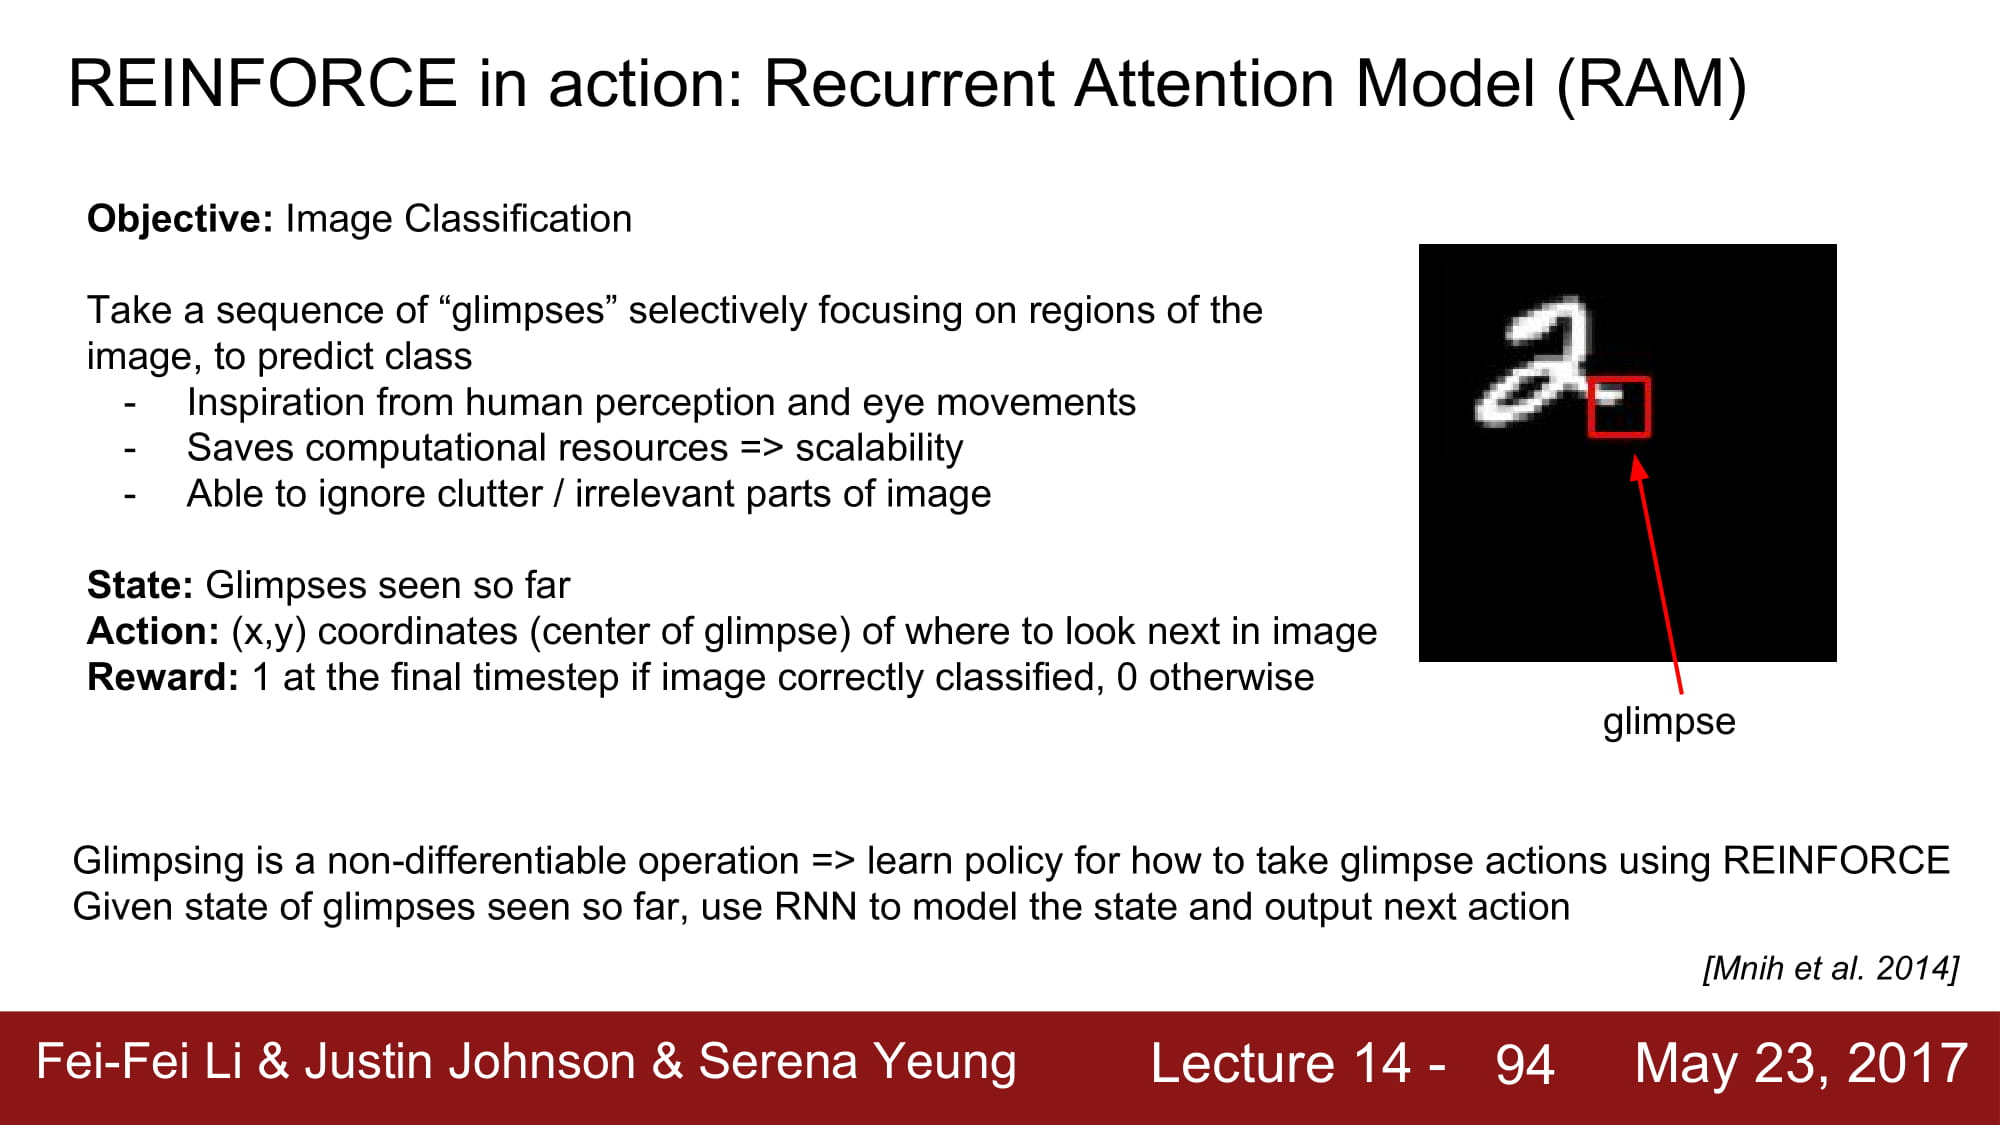 REINFORCE in action: Recurrent Attention Model (RAM)
Objective: Image Classification
Take a sequence of “glimpses” selectively focusing on regions of the
image, to predict class
- Inspiration from human perception and eye movements
- Saves computational resources => scalability
- Able to ignore clutter / irrelevant parts of image
State: Glimpses seen so far
Action: (x,y) coordinates (center of glimpse) of where to look next in image
Reward: 1 at the final timestep if image correctly classified, 0 otherwise
2
glimpse
Glimpsing is a non-differentiable operation => learn policy for how to take glimpse actions using REINFORCE
Given state of glimpses seen so far, use RNN to model the state and output next action
[Mnih et al. 2014]
Fei-Fei Li & Justin Johnson & Serena Yeung Lecture 14 - 94 May 23, 2017